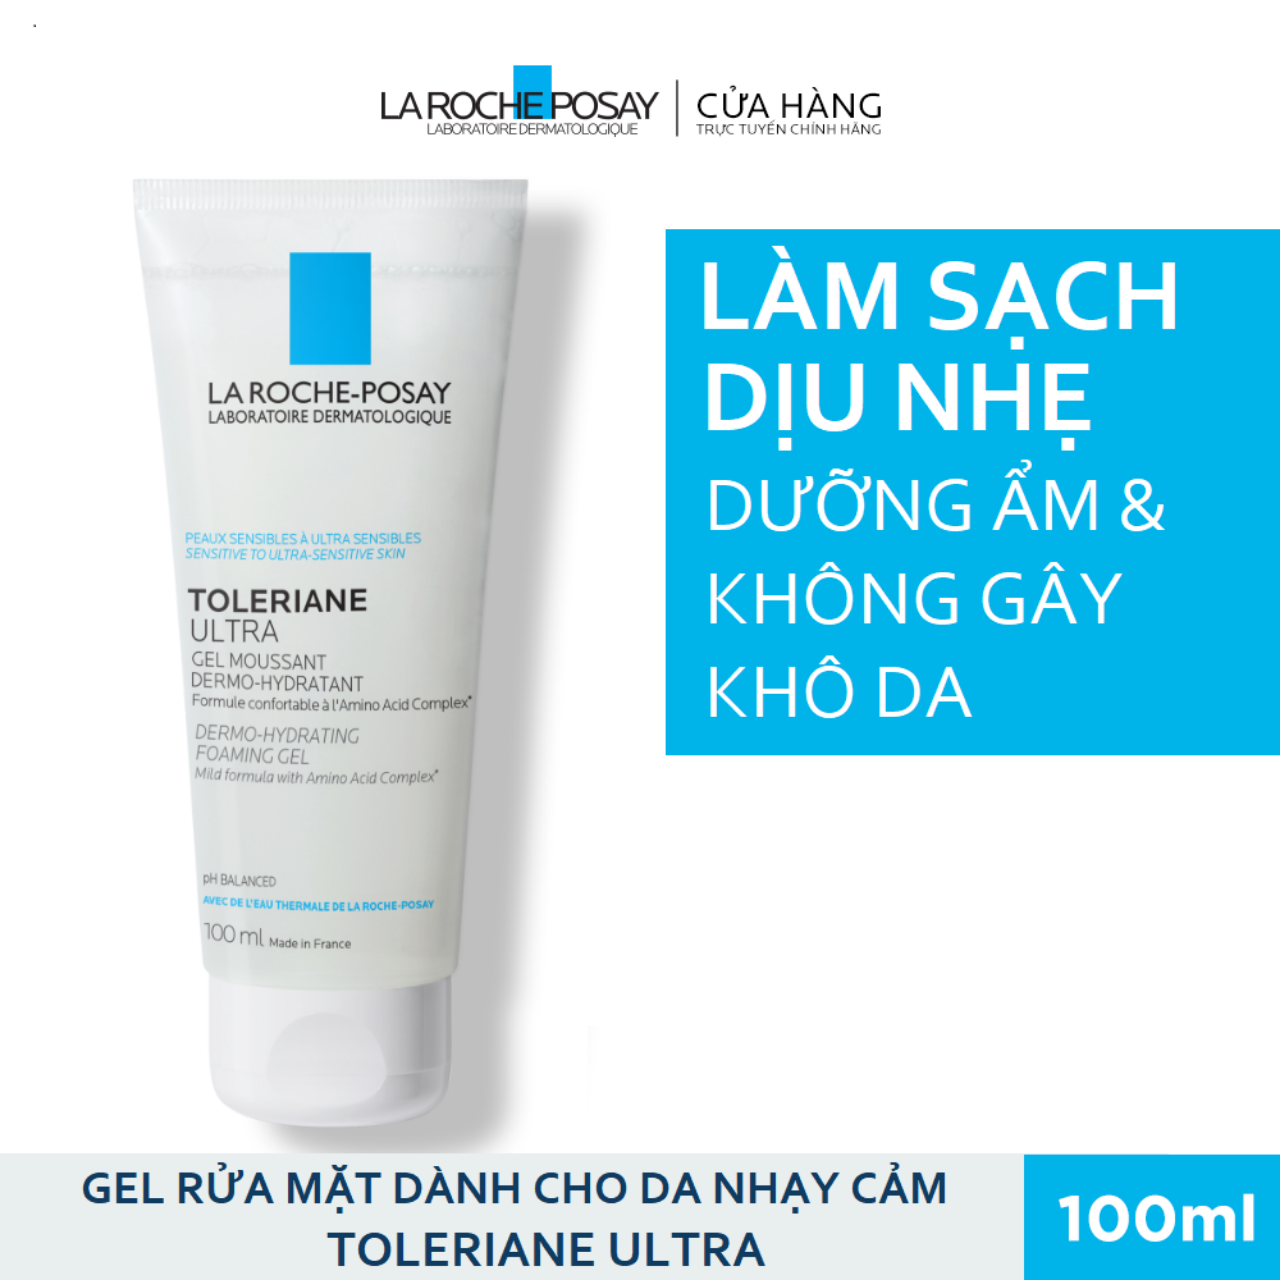 LA ROCHE POSAY
LABORATOIRE DERMATOLOGIQUE
CỬA HÀNG
TRỰC TUYẾN CHÍNH HÃNG
LA ROCHE-POSAY
LABORATOIRE DERMATOLOGIQUE
PEAUX SENSIBLES À ULTRA SENSIBLES
SENSITIVE TO ULTRA-SENSITIVE SKIN
TOLERIANE
ULTRA
GEL MOUSSANT
DERMO-HYDRATANT
Formule confortable à l'Amino Acid Complex*
DERMO-HYDRATING
FOAMING GEL
Mild formula with Amino Acid Complex*
pH BALANCED
AVEC DE L'EAU THERMALE DE LA ROCHE-POSAY
100 ml Made in France
LÀM SẠCH
DỊU NHẸ
DƯỠNG ẨM &
KHÔNG GÂY
KHÔ DA
GEL RỬA MẶT DÀNH CHO DA NHẠY CẢM
TOLERIANE ULTRA
100ml